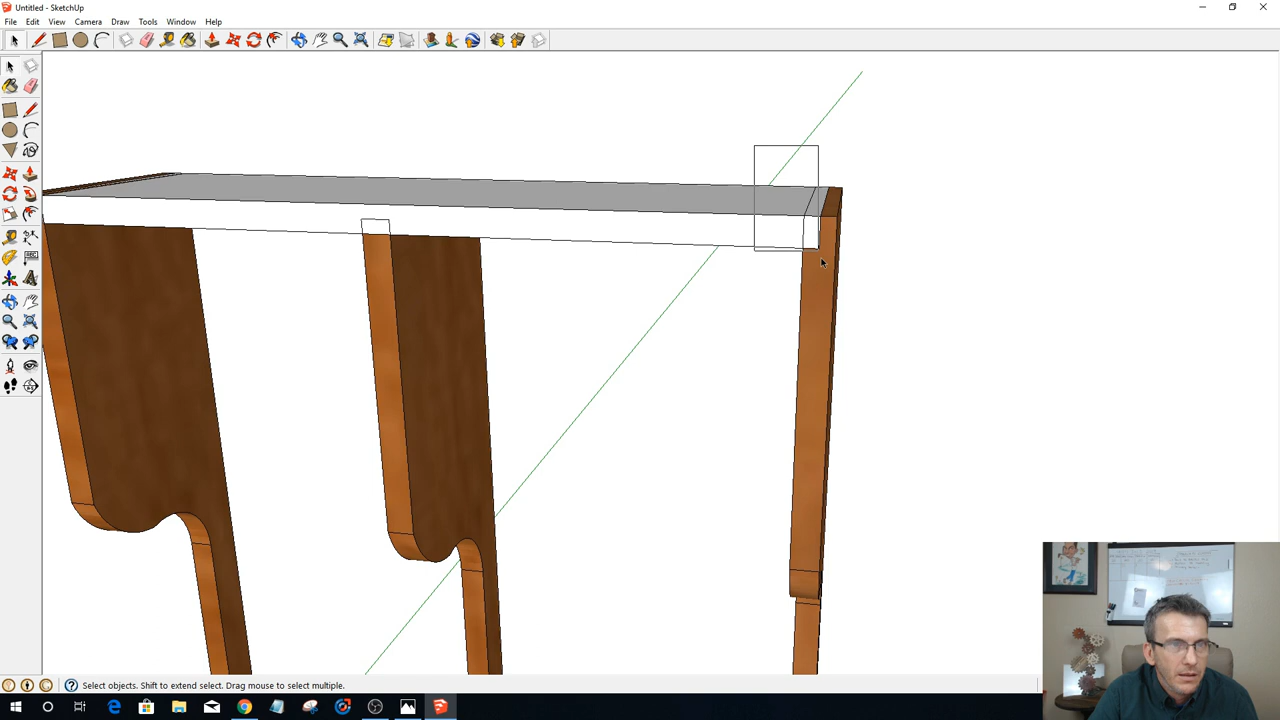 Untitled - SketchUp
File Edit View Camera Draw Tools Window Help
Select objects. Shift to extend select. Drag mouse to select multiple.